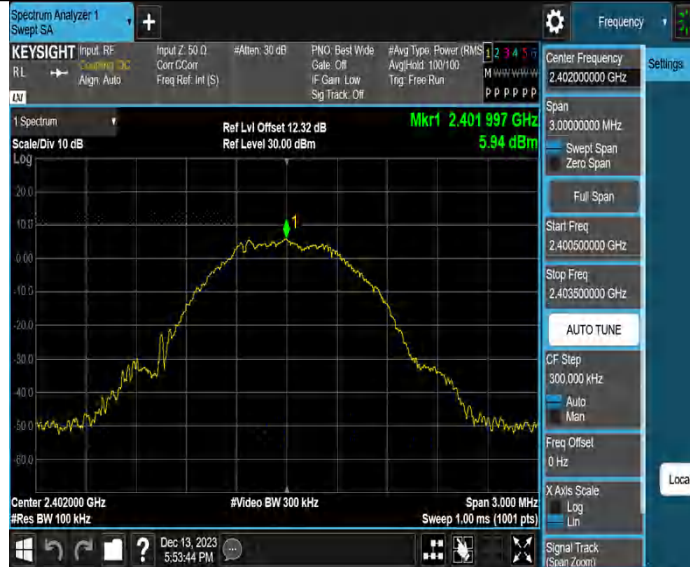 Spectrum Analyzer 1
Swept SA
+
Frequency
KEYSIGHT
RL
Input: RF
Coupling: DC
Align: Auto
Input Z: 50 Ω
Corr CCorr
Freq Ref: Int (S)
#Atten: 30 dB
PNO: Best Wide
Gate: Off
IF Gain: Low
Sig Track: Off
#Avg Type: Power (RMS
Avg|Hold: 100/100
Trig: Free Run
1 2 3 4 5 6
M W W W W W
P P P P P P
LXI
Settings
1 Spectrum
Scale/Div 10 dB
Ref Lvl Offset 12.32 dB
Ref Level 30.00 dBm
Mkr1 2.401 997 GHz
5.94 dBm
Log
20.0
10.0
0.00
-10.0
-20.0
-30.0
-40.0
-50.0
-60.0
1
Center 2.402000 GHz
#Res BW 100 kHz
#Video BW 300 kHz
Span 3.000 MHz
Sweep 1.00 ms (1001 pts)
?
Dec 13, 2023
5:53:44 PM
Center Frequency
2.402000000 GHz
Span
3.00000000 MHz
Swept Span
Zero Span
Full Span
Start Freq
2.400500000 GHz
Stop Freq
2.403500000 GHz
AUTO TUNE
CF Step
300.000 kHz
Auto
Man
Freq Offset
0 Hz
X Axis Scale
Log
Lin
Signal Track
(Span Zoom)
Loca